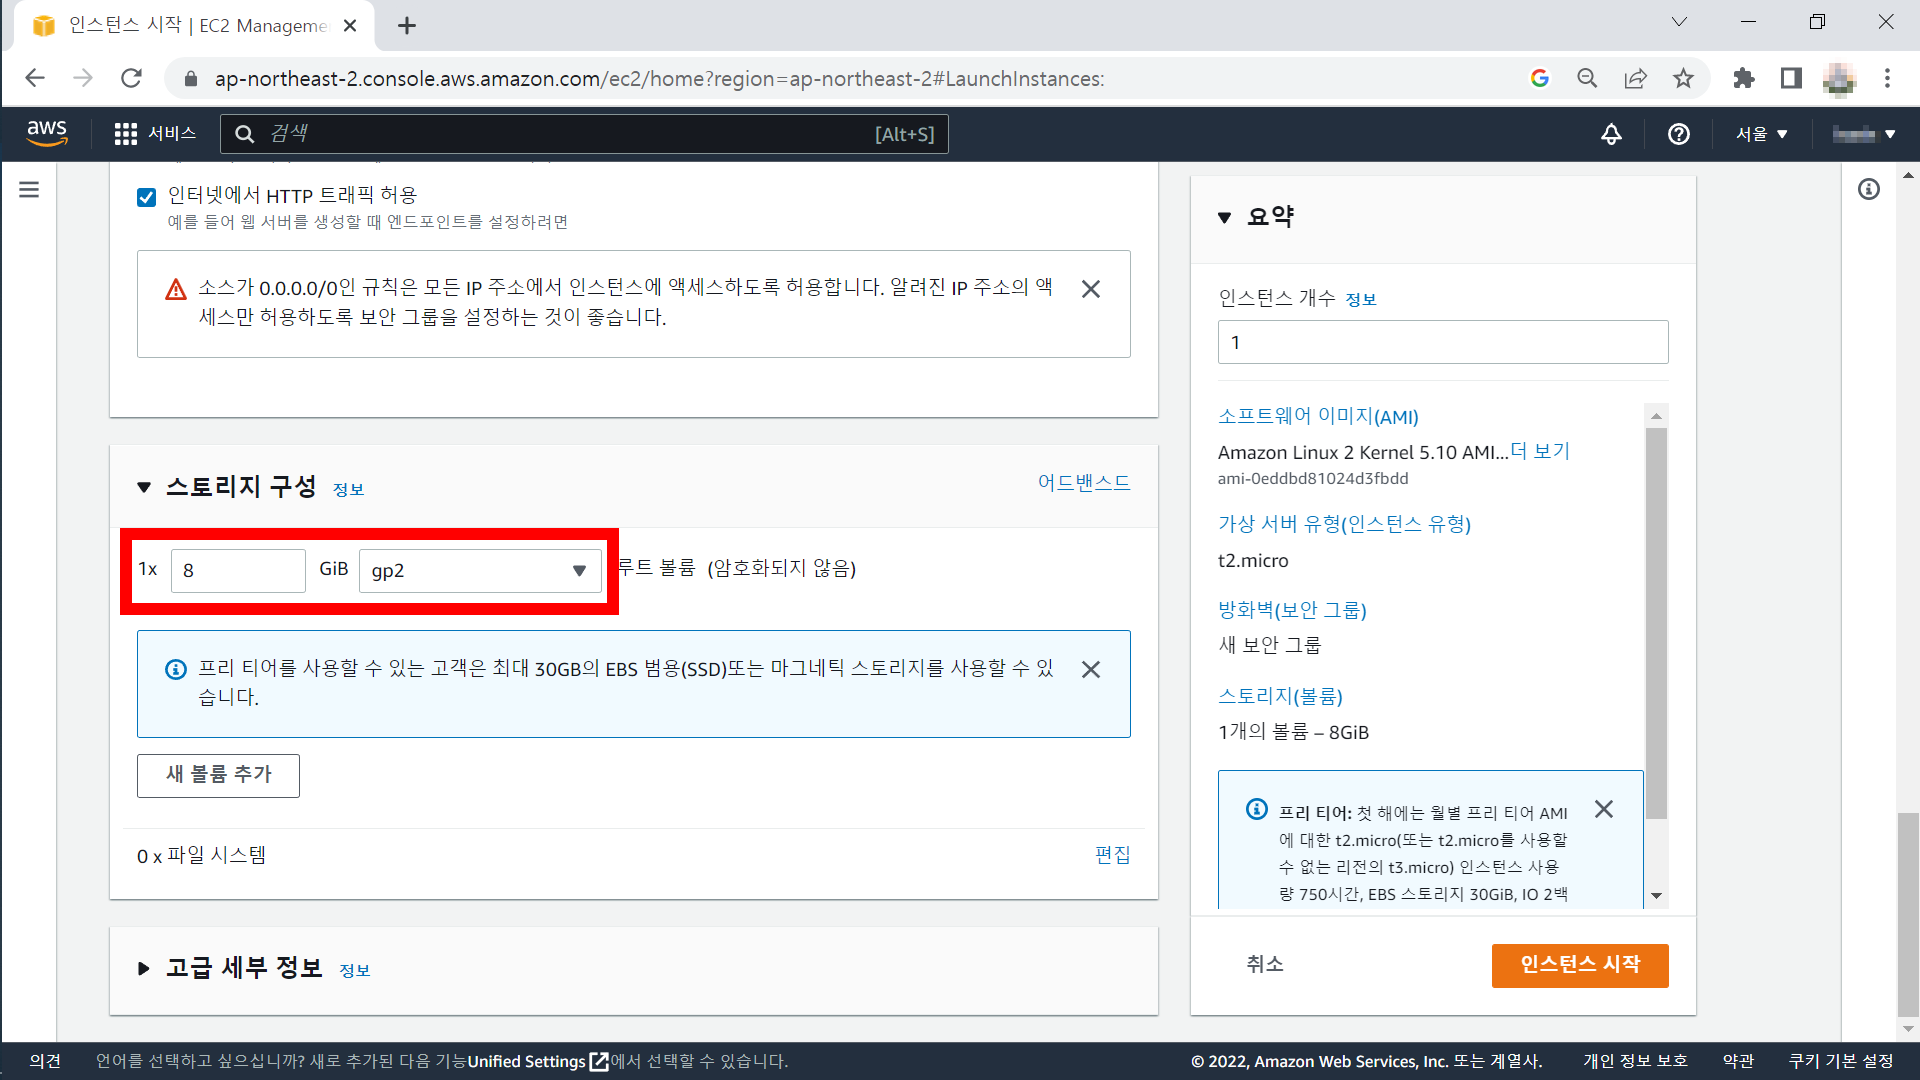 인스턴스 시작 | EC2 Manageme
ap-northeast-2.console.aws.amazon.com/ec2/home?region=ap-northeast-2#LaunchInstances:
aws
서비스
검색
[Alt+S]
서울
인터넷에서 HTTP 트래픽 허용
예를 들어 웹 서버를 생성할 때 엔드포인트를 설정하려면
소스가 0.0.0.0/0인 규칙은 모든 IP 주소에서 인스턴스에 액세스하도록 허용합니다. 알려진 IP 주소의 액
세스만 허용하도록 보안 그룹을 설정하는 것이 좋습니다.
스토리지 구성 정보
어드밴스드
1x 8 GiB gp2 루트 볼륨 (암호화되지 않음)
프리 티어를 사용할 수 있는 고객은 최대 30GB의 EBS 범용(SSD)또는 마그네틱 스토리지를 사용할 수 있
습니다.
새 볼륨 추가
0 x 파일 시스템
편집
고급 세부 정보 정보
요약
인스턴스 개수 정보
1
소프트웨어 이미지(AMI)
Amazon Linux 2 Kernel 5.10 AMI...더 보기
ami-0eddbd81024d3fbdd
가상 서버 유형(인스턴스 유형)
t2.micro
방화벽(보안 그룹)
새 보안 그룹
스토리지(볼륨)
1개의 볼륨 – 8GiB
프리 티어: 첫 해에는 월별 프리 티어 AMI
에 대한 t2.micro(또는 t2.micro를 사용할
수 없는 리전의 t3.micro) 인스턴스 사용
량 750시간, EBS 스토리지 30GiB, IO 2백
취소
인스턴스 시작
의견
언어를 선택하고 싶으십니까? 새로 추가된 다음 기능Unified Settings에서 선택할 수 있습니다.
© 2022, Amazon Web Services, Inc. 또는 계열사.
개인 정보 보호
약관
쿠키 기본 설정